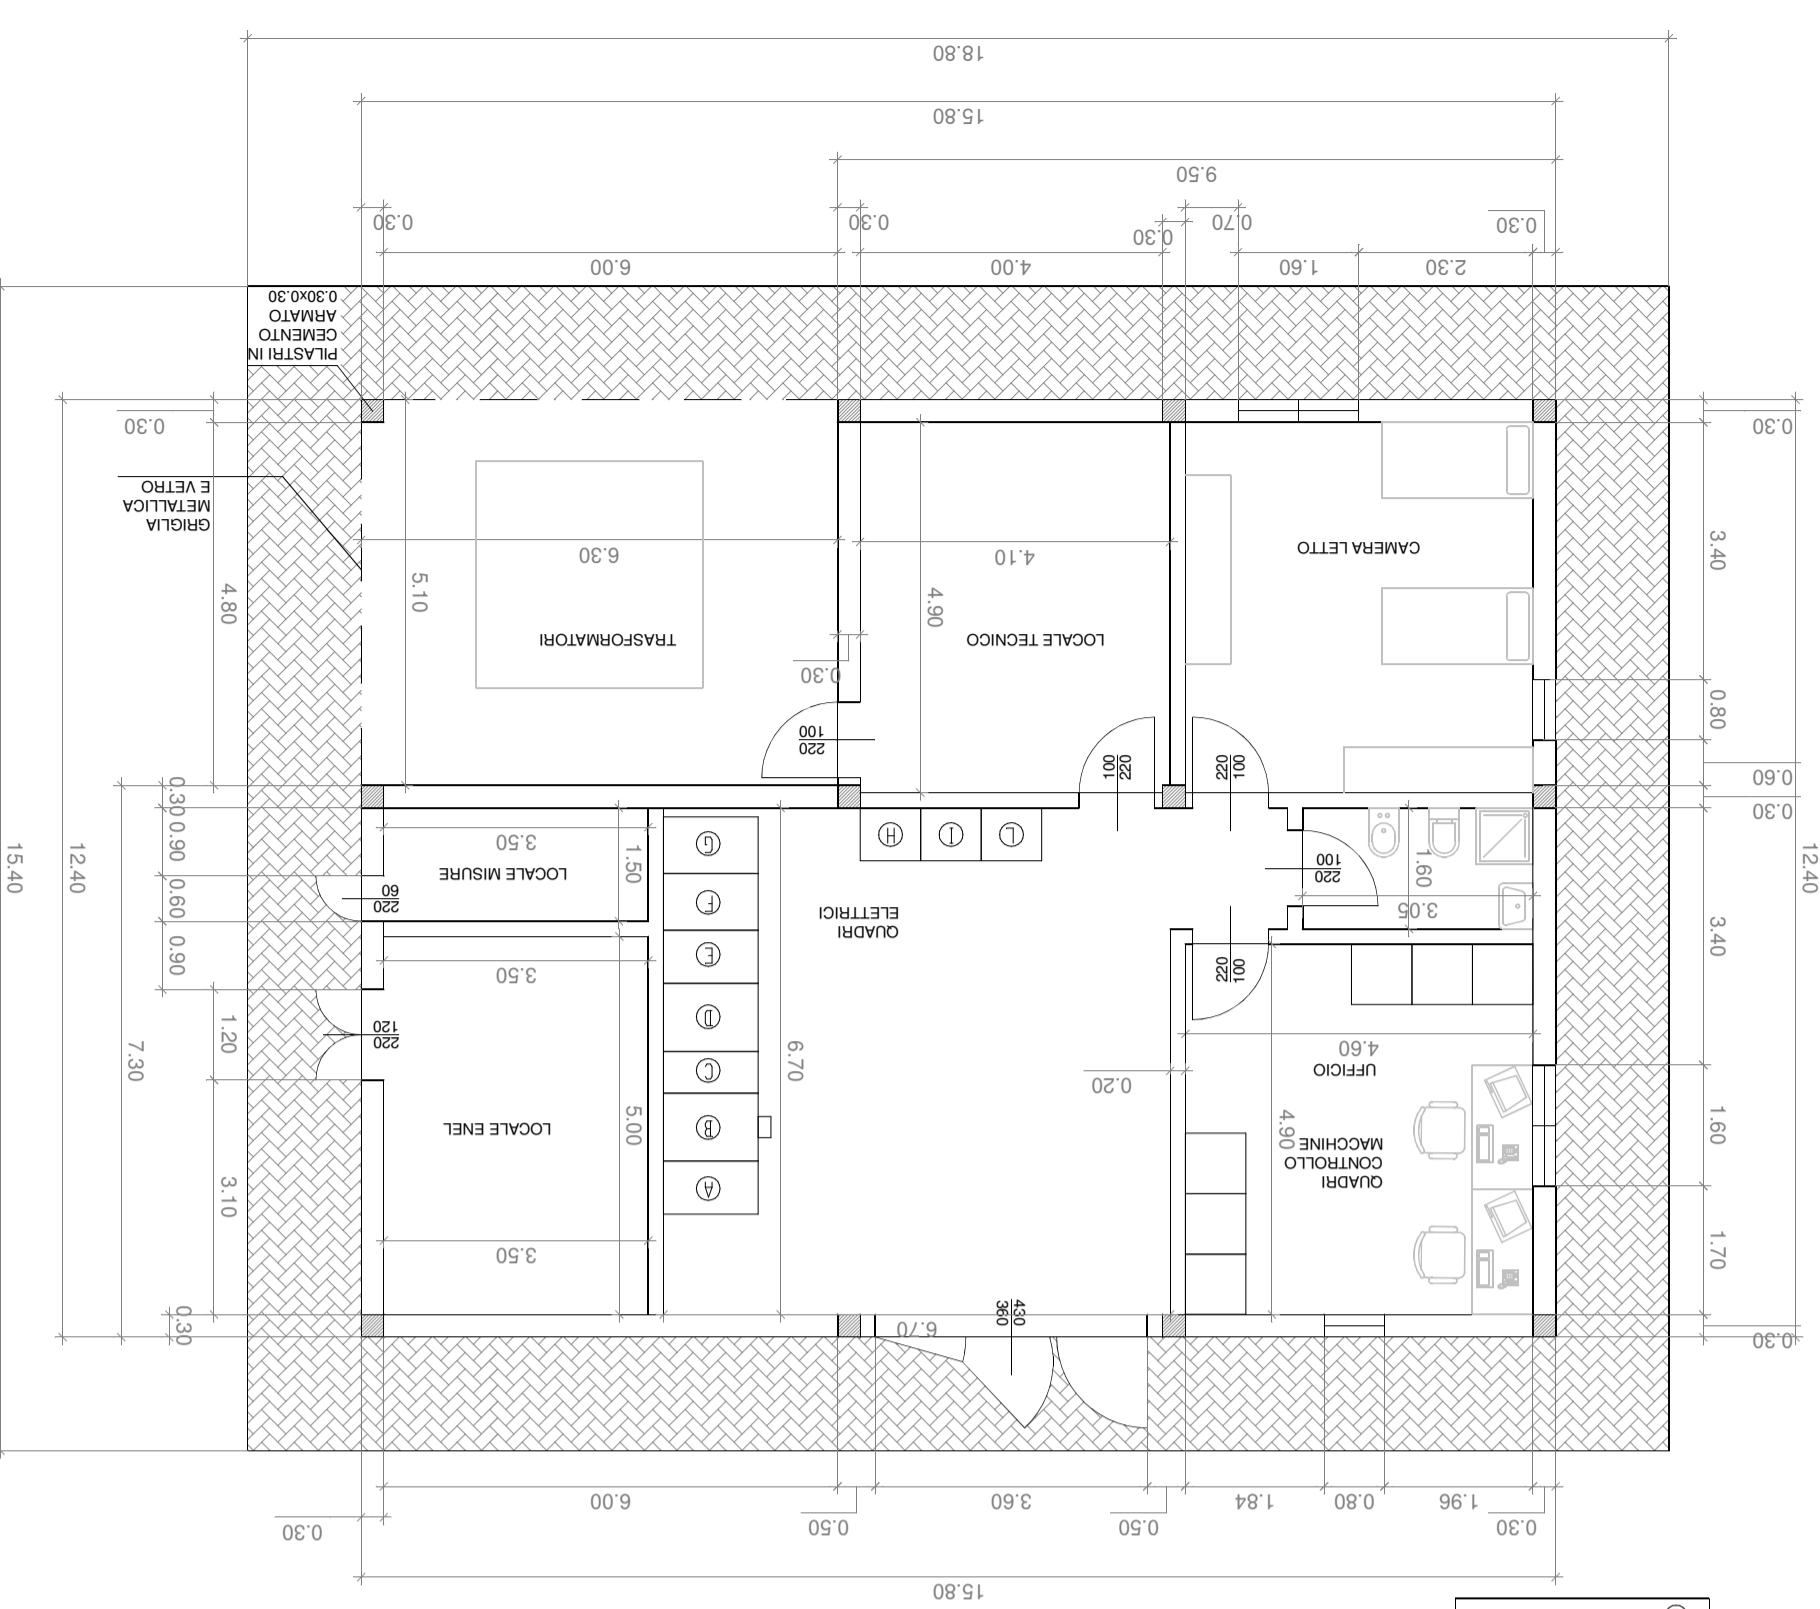 18.80
15.80
9.50
0.30
0.30
0.30
0.70
0.30
6.00
4.00
1.60
2.30
PILASTRI IN
CEMENTO
ARMATO
0.30x0.30
GRIGLIA
METALLICA
E VETRO
0.30
4.80
5.10
6.30
TRASFORMATORI
0.30
100
220
4.10
4.90
LOCALE TECNICO
100
220
CAMERA LETTO
220
100
0.30
3.40
0.80
0.60
0.30
15.40
12.40
7.30
0.30
0.90
0.60
0.90
1.20
3.10
0.30
3.50
LOCALE MISURE
1.50
60
220
3.50
120
220
LOCALE ENEL
5.00
3.50
G
F
E
D
C
B
A
H
I
L
QUADRI
ELETTRICI
6.70
100
220
1.60
3.05
220
100
4.60
UFFICIO
0.20
4.90
QUADRI
CONTROLLO
MACCHINE
6.70
360
430
3.40
1.60
1.70
0.30
12.40
6.00
3.60
1.84
0.80
1.96
0.30
0.50
0.50
0.30
15.80